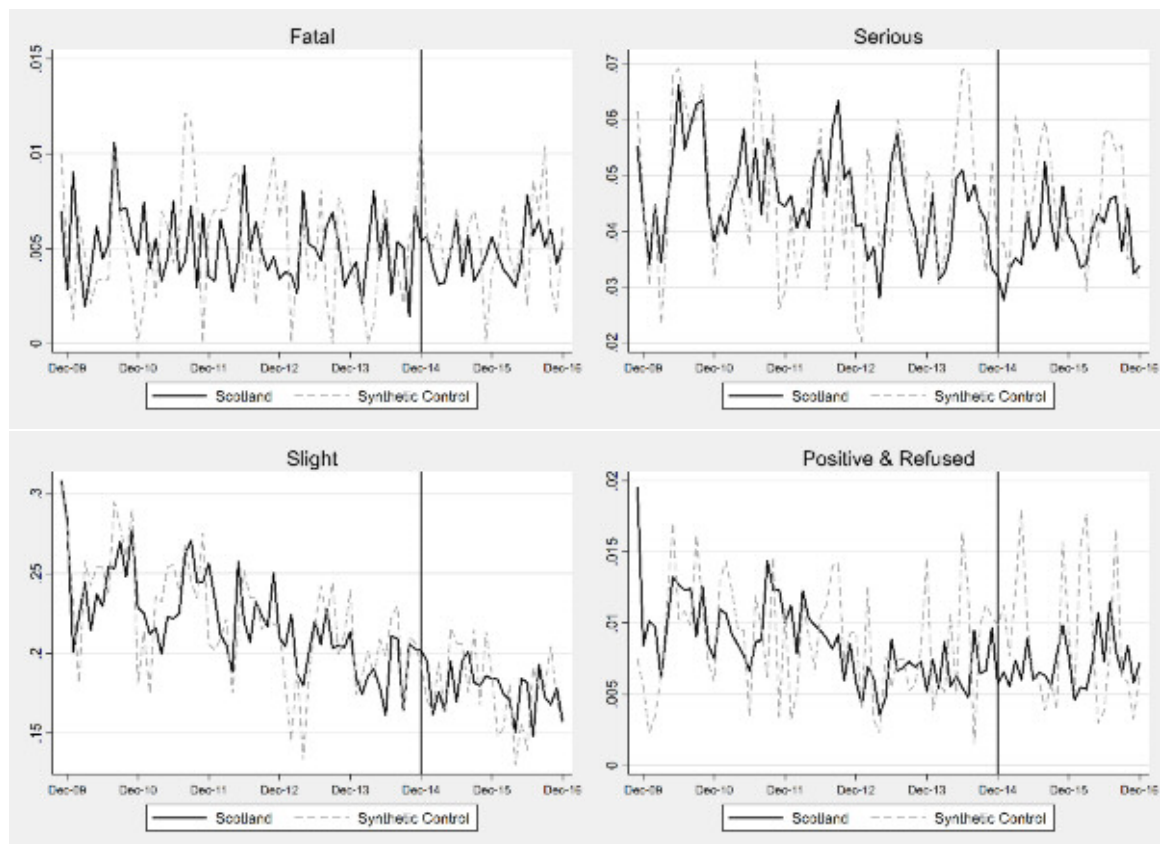 Fatal
.015
.01
.005
0
Dec-09 Dec-10 Dec-11 Dec-12 Dec-13 Dec-14 Dec-15 Dec-16
Scotland Synthetic Control
Serious
.07
.06
.05
.04
.03
.02
Dec-09 Dec-10 Dec-11 Dec-12 Dec-13 Dec-14 Dec-15 Dec-16
Scotland Synthetic Control
Slight
.3
.25
.2
.15
Dec-09 Dec-10 Dec-11 Dec-12 Dec-13 Dec-14 Dec-15 Dec-16
Scotland Synthetic Control
Positive & Refused
.02
.015
.01
.005
0
Dec-09 Dec-10 Dec-11 Dec-12 Dec-13 Dec-14 Dec-15 Dec-16
Scotland Synthetic Control